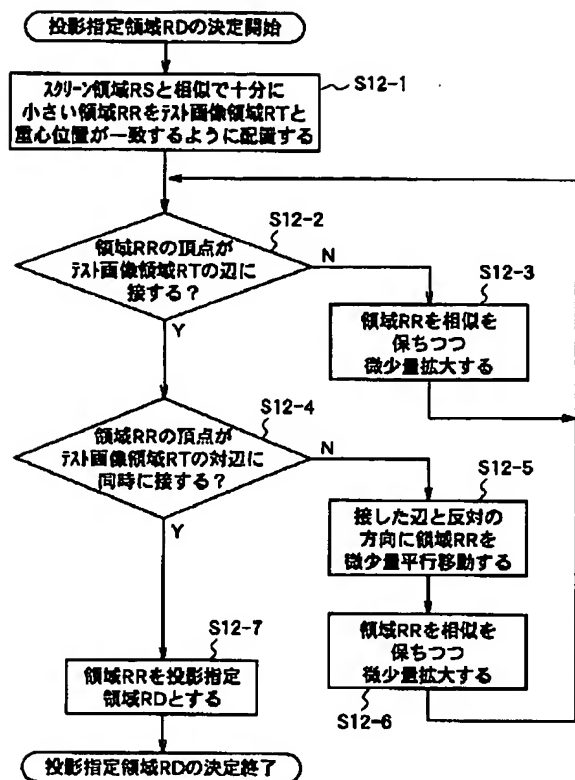 投影指定領域RDの決定開始
S12-1
スクリーン領域RSと相似で十分に
小さい領域RRをテスト画像領域RTと
重心位置が一致するように配置する
S12-2
領域RRの頂点が
テスト画像領域RTの辺に
接する?
N
Y
S12-3
領域RRを相似を
保ちつつ
微少量拡大する
S12-4
領域RRの頂点が
テスト画像領域RTの対辺に
同時に接する?
N
Y
S12-5
接した辺と反対の
方向に領域RRを
微少量平行移動する
領域RRを相似を
保ちつつ
微少量拡大する
S12-6
S12-7
領域RRを投影指定
領域RDとする
投影指定領域RDの決定終了